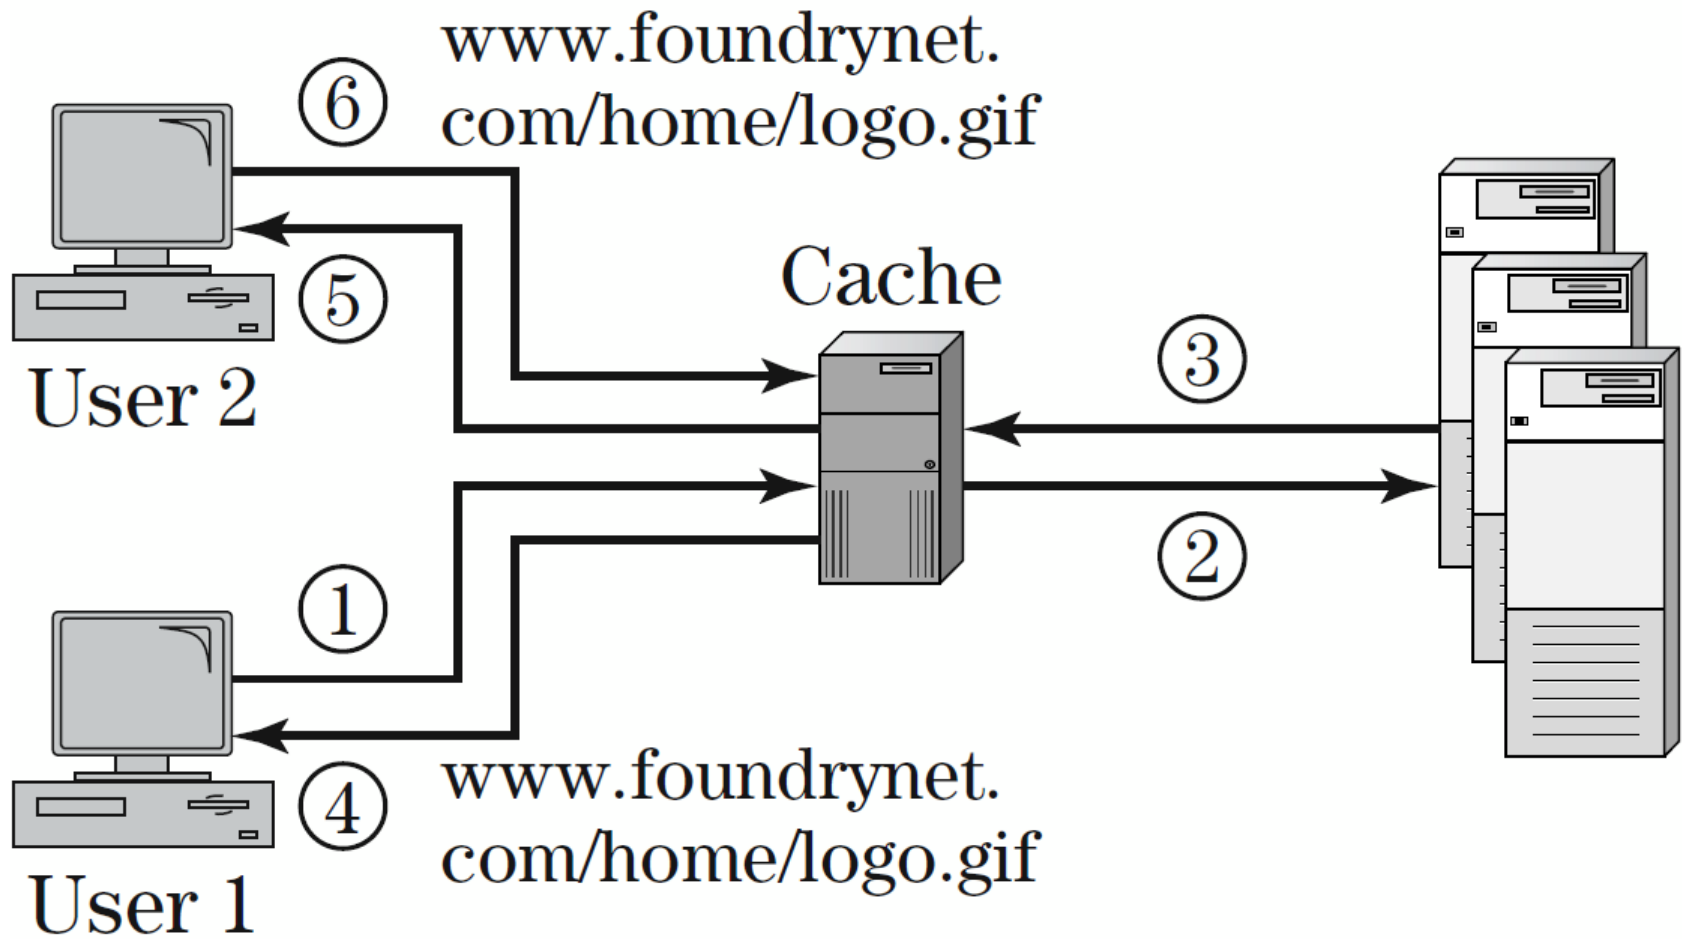 www.foundrynet.
com/home/logo.gif
6
5
User 2
Cache
3
2
1
4
www.foundrynet.
com/home/logo.gif
User 1